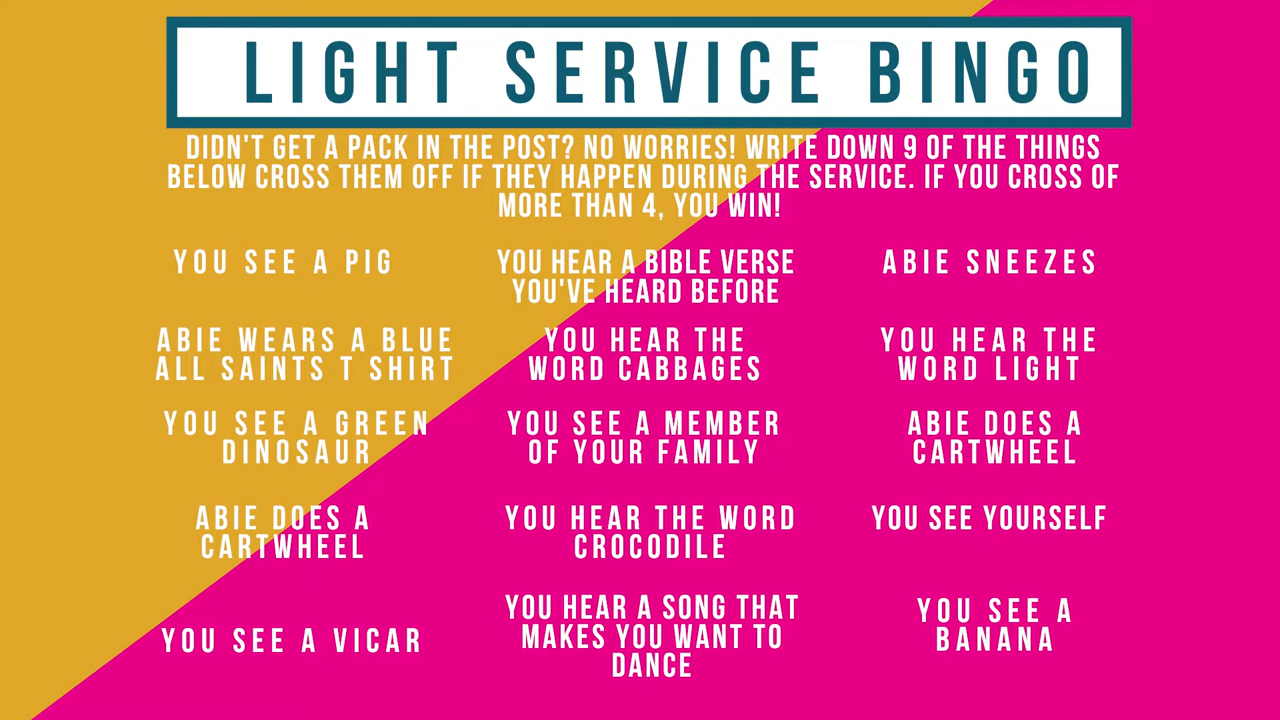 LIGHT SERVICE BINGO
DIDN'T GET A PACK IN THE POST? NO WORRIES! WRITE DOWN 9 OF THE THINGS
BELOW CROSS THEM OFF IF THEY HAPPEN DURING THE SERVICE. IF YOU CROSS OF
MORE THAN 4, YOU WIN!
YOU SEE A PIG
YOU HEAR A BIBLE VERSE
YOU'VE HEARD BEFORE
ABIE SNEEZES
ABIE WEARS A BLUE
ALL SAINTS T SHIRT
YOU HEAR THE
WORD CABBAGES
YOU HEAR THE
WORD LIGHT
YOU SEE A GREEN
DINOSAUR
YOU SEE A MEMBER
OF YOUR FAMILY
ABIE DOES A
CARTWHEEL
ABIE DOES A
CARTWHEEL
YOU HEAR THE WORD
CROCODILE
YOU SEE YOURSELF
YOU SEE A VICAR
YOU HEAR A SONG THAT
MAKES YOU WANT TO
DANCE
YOU SEE A
BANANA